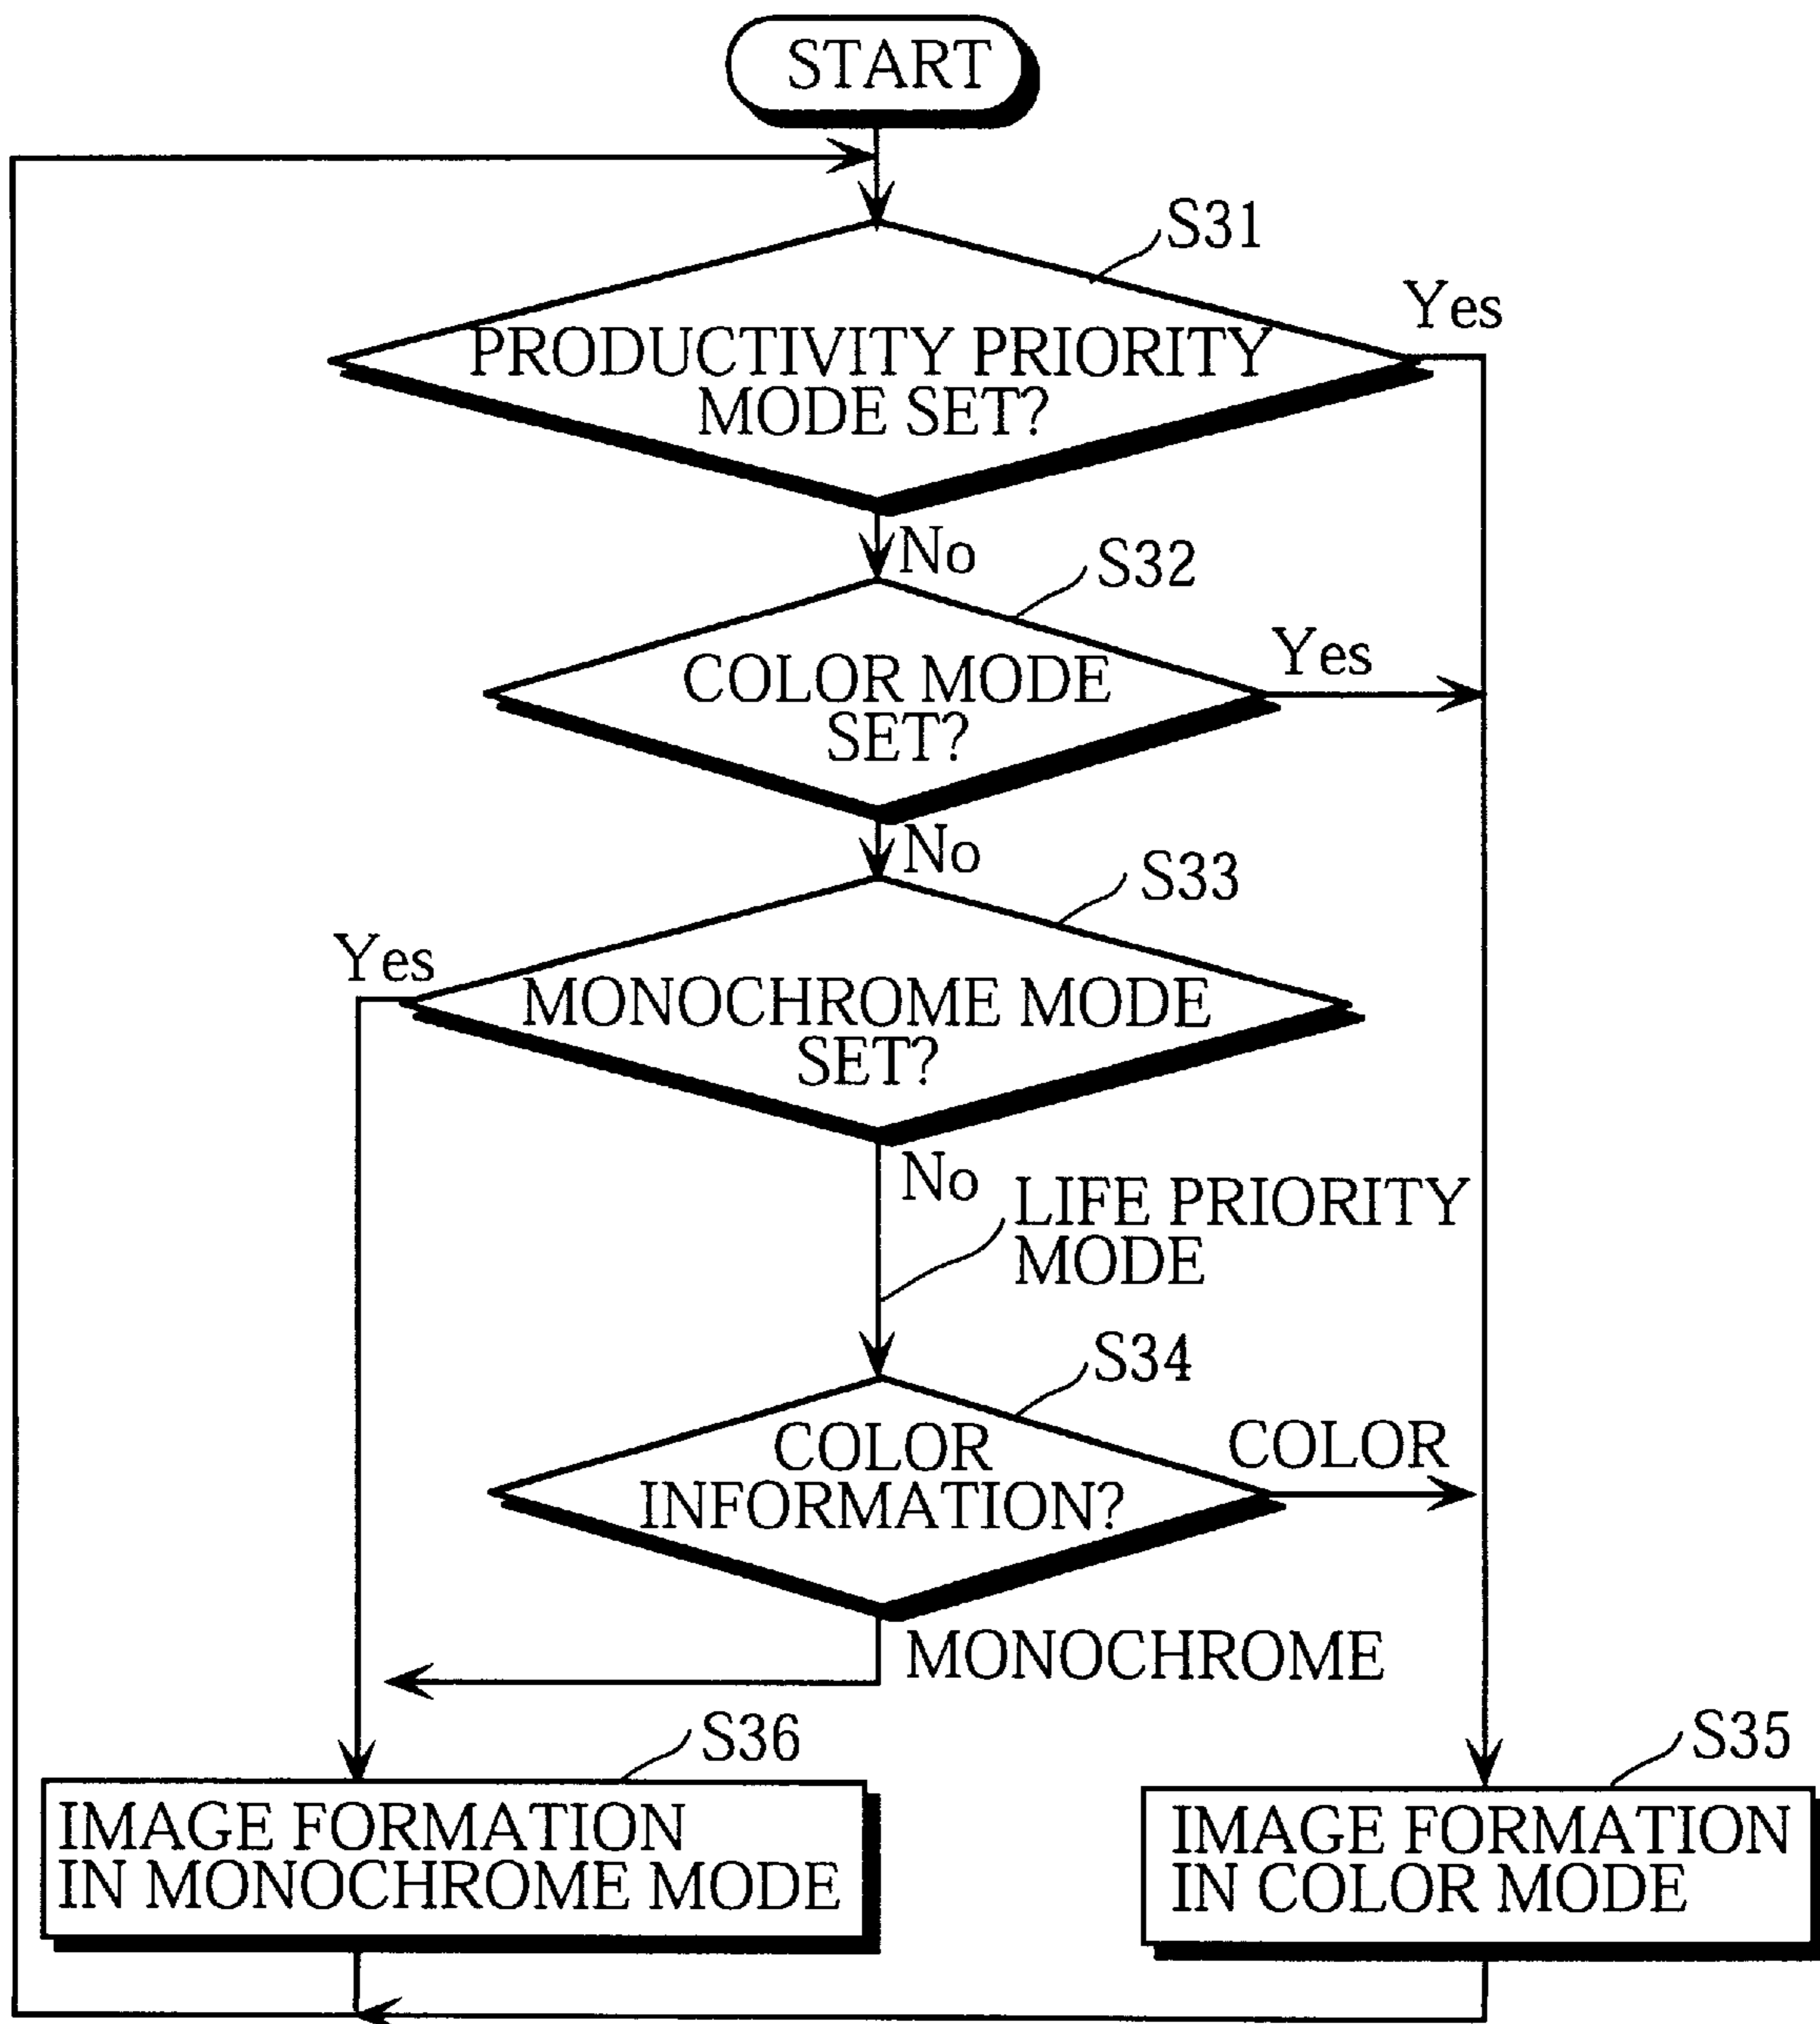 START
S31
Yes
PRODUCTIVITY PRIORITY
MODE SET?
No
S32
Yes
COLOR MODE
SET?
No
S33
Yes
MONOCHROME MODE
SET?
No
LIFE PRIORITY
MODE
S34
COLOR
INFORMATION?
COLOR
MONOCHROME
S36
S35
IMAGE FORMATION
IN MONOCHROME MODE
IMAGE FORMATION
IN COLOR MODE